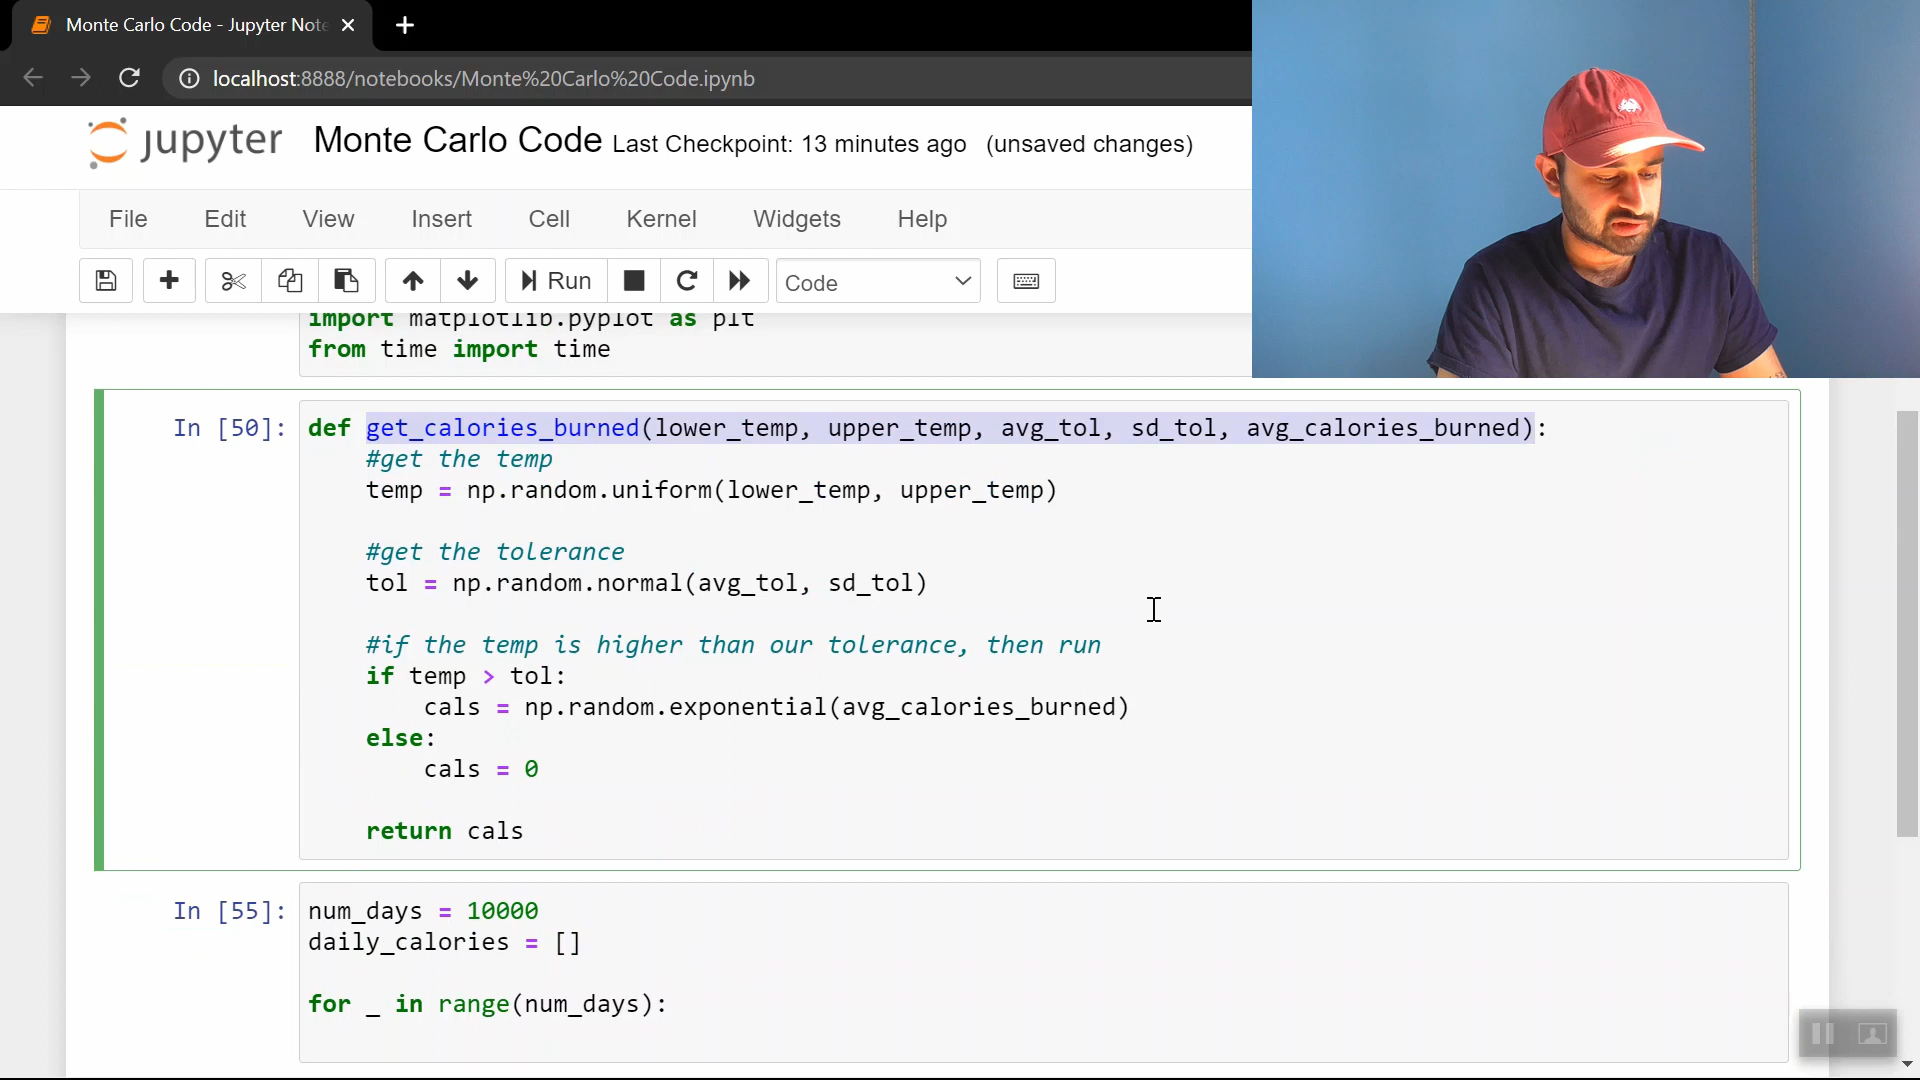 Monte Carlo Code - Jupyter Note
localhost:8888/notebooks/Monte%20Carlo%20Code.ipynb
jupyter Monte Carlo Code Last Checkpoint: 13 minutes ago (unsaved changes)
File Edit View Insert Cell Kernel Widgets Help
Run Code
import matplotlib.pyplot as plt
from time import time
In [50]: def get_calories_burned(lower_temp, upper_temp, avg_tol, sd_tol, avg_calories_burned):
#get the temp
temp = np.random.uniform(lower_temp, upper_temp)
#get the tolerance
tol = np.random.normal(avg_tol, sd_tol)
#if the temp is higher than our tolerance, then run
if temp > tol:
cals = np.random.exponential(avg_calories_burned)
else:
cals = 0
return cals
In [55]: num_days = 10000
daily_calories = []
for _ in range(num_days):